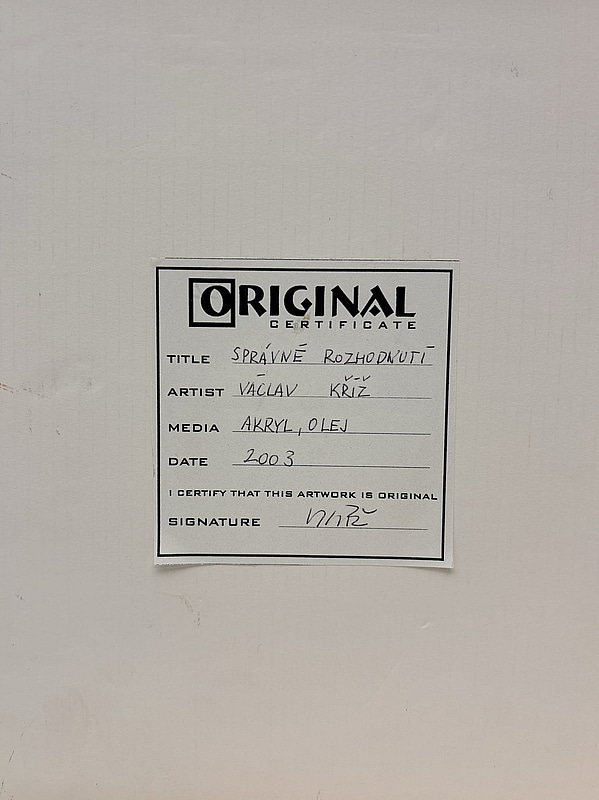 ORIGINAL
CERTIFICATE
TITLE SPRÁVNÉ ROZHODNUTÍ
ARTIST VÁCLAV KŘÍŽ
MEDIA AKRYL, OLEJ
DATE 2003
I CERTIFY THAT THIS ARTWORK IS ORIGINAL
SIGNATURE